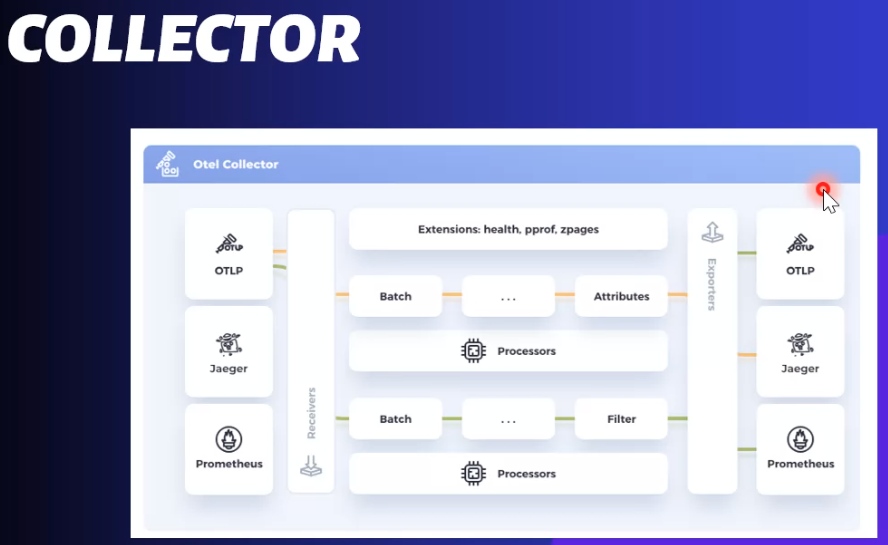 COLLECTOR
Otel Collector
OTLP
Jaeger
Prometheus
Receivers
Extensions: health, pprof, zpages
Batch
...
Attributes
Processors
Batch
...
Filter
Processors
Exporters
OTLP
Jaeger
Prometheus